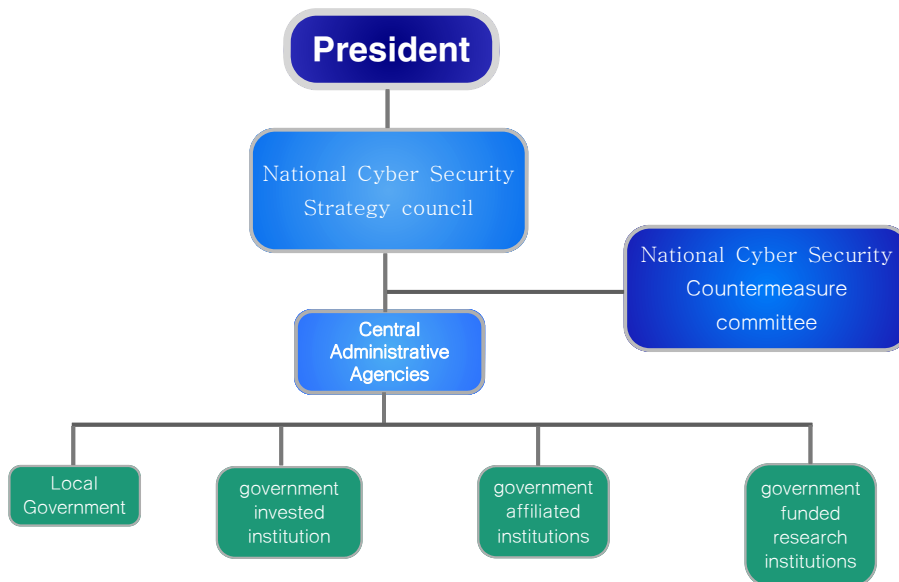 President
National Cyber Security
Strategy council
National Cyber Security
Countermeasure
committee
Central
Administrative
Agencies
Local
Government
government
invested
institution
government
affiliated
institutions
government
funded
research
institutions